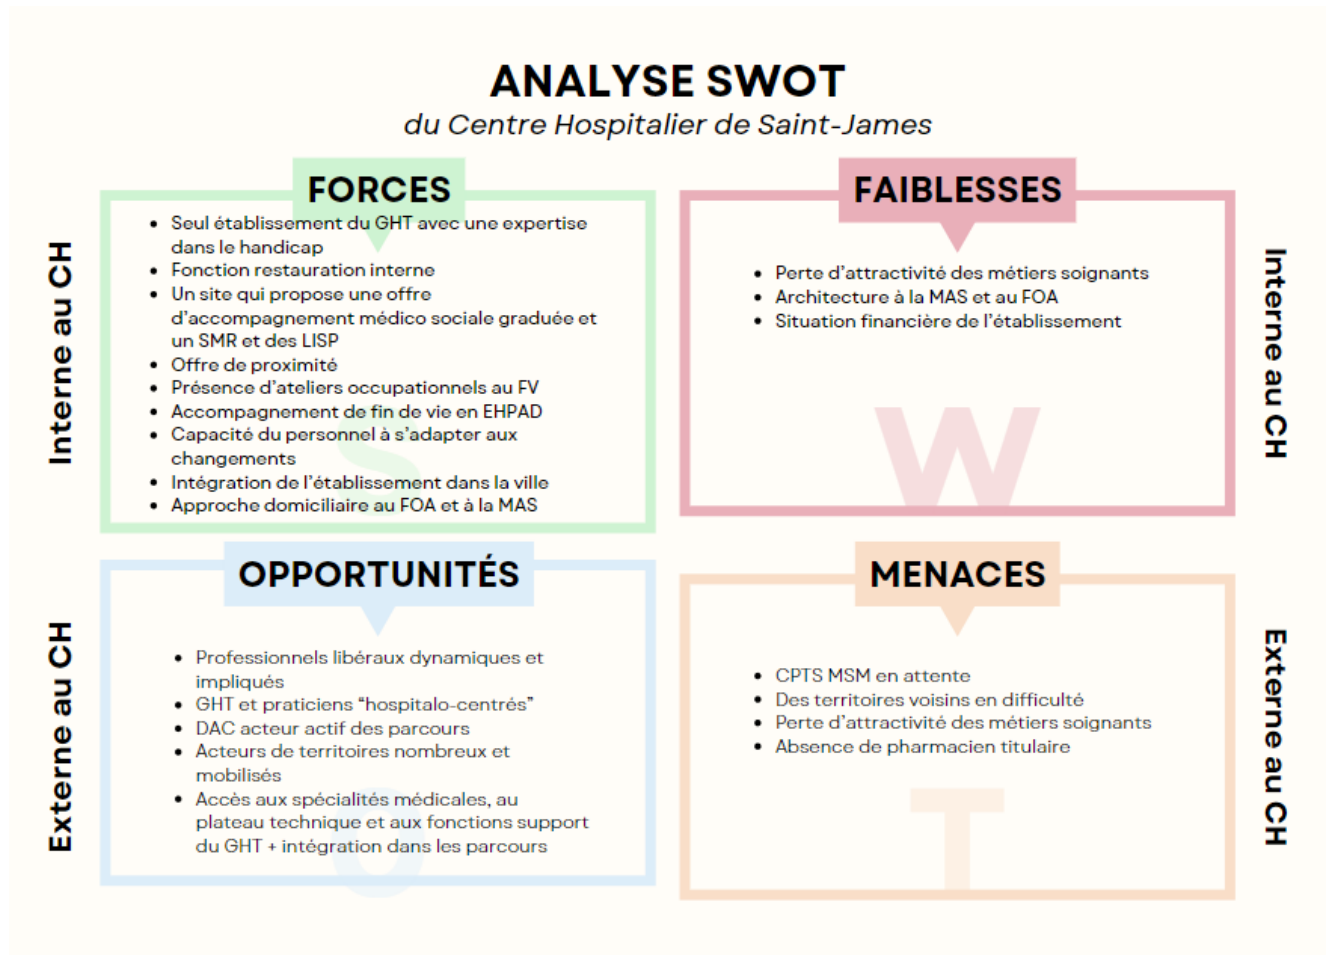 ANALYSE SWOT
du Centre Hospitalier de Saint-James
FORCES
Interne au CH
• Seul établissement du GHT avec une expertise
dans le handicap
• Fonction restauration interne
• Un site qui propose une offre
d'accompagnement médico sociale graduée et
un SMR et des LISP
• Offre de proximité
• Présence d'ateliers occupationnels au FV
• Accompagnement de fin de vie en EHPAD
• Capacité du personnel à s'adapter aux
changements
• Intégration de l'établissement dans la ville
• Approche domiciliaire au FOA et à la MAS
S
FAIBLESSES
• Perte d'attractivité des métiers soignants
• Architecture à la MAS et au FOA
• Situation financière de l'établissement
W
Interne au CH
OPPORTUNITÉS
Externe au CH
• Professionnels libéraux dynamiques et
impliqués
• GHT et praticiens "hospitalo-centrés"
• DAC acteur actif des parcours
• Acteurs de territoires nombreux et
mobilisés
• Accès aux spécialités médicales, au
plateau technique et aux fonctions support
du GHT + intégration dans les parcours
O
MENACES
• CPTS MSM en attente
• Des territoires voisins en difficulté
• Perte d'attractivité des métiers soignants
• Absence de pharmacien titulaire
T
Externe au CH